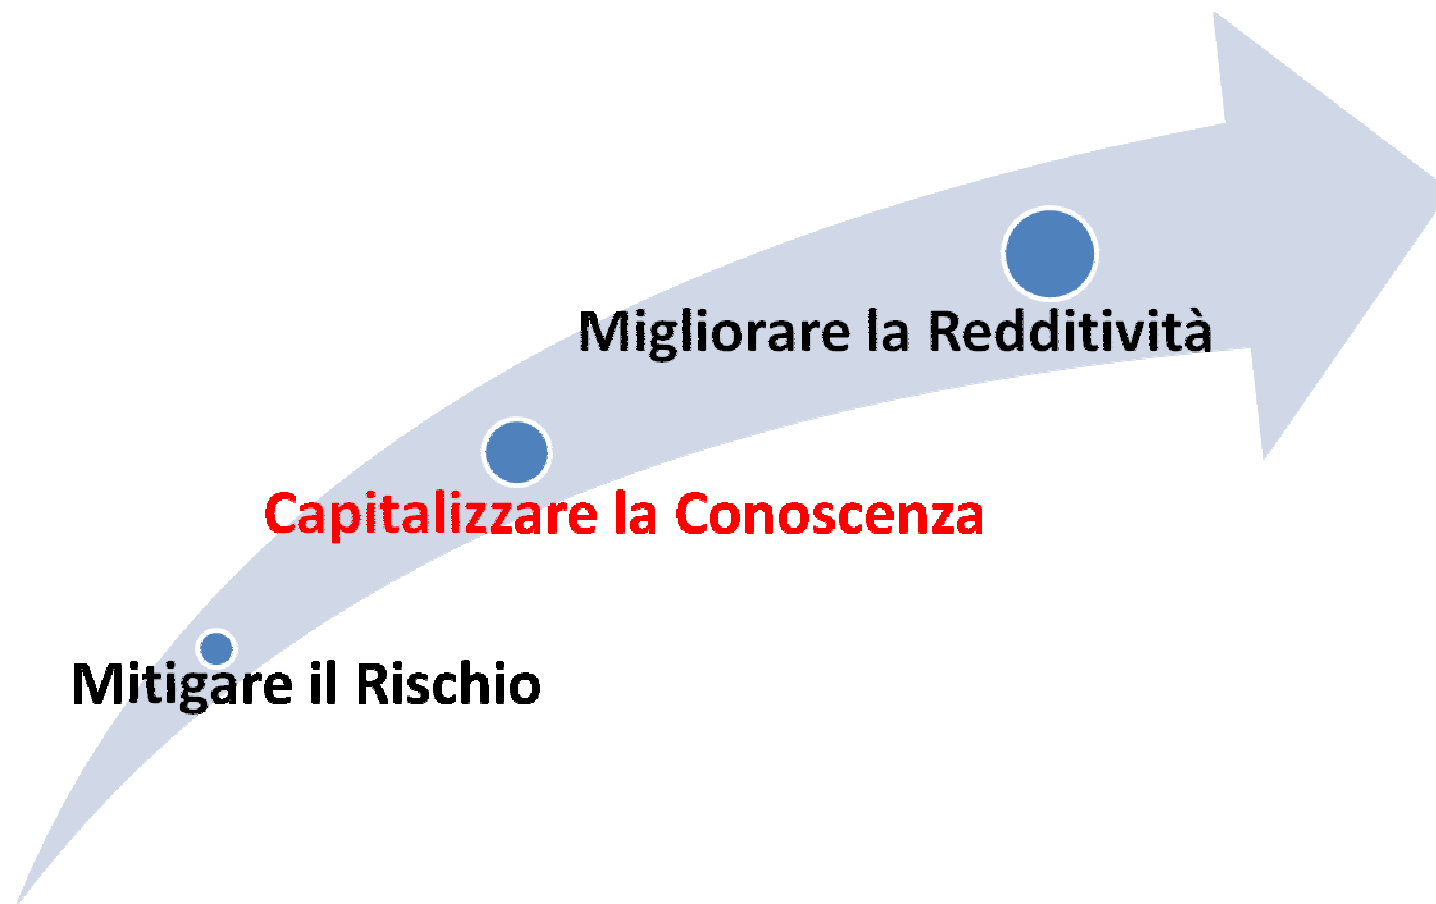 Migliorare la Redditività
Capitalizzare la Conoscenza
Mitigare il Rischio